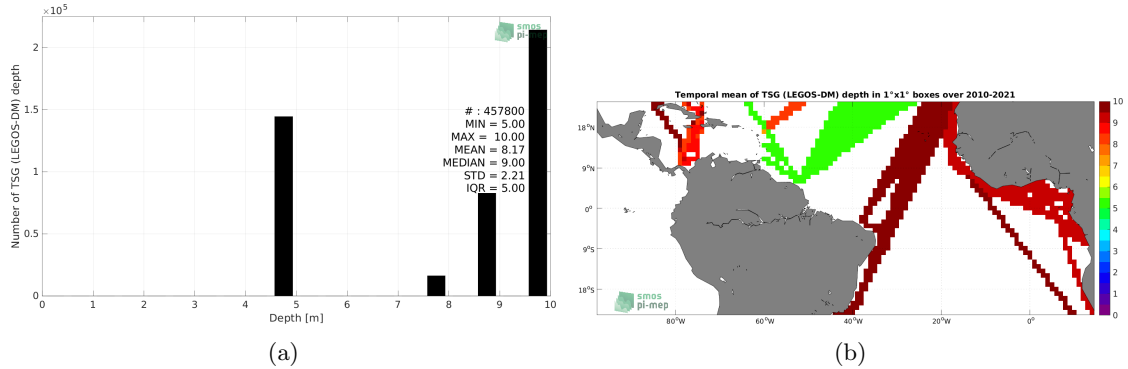 ×10⁵
smos
pi-mep
2
1.5
1
0.5
0
Number of TSG (LEGOS-DM) depth
# : 457800
MIN = 5.00
MAX = 10.00
MEAN = 8.17
MEDIAN = 9.00
STD = 2.21
IQR = 5.00
0 1 2 3 4 5 6 7 8 9 10
Depth [m]
(a)
Temporal mean of TSG (LEGOS-DM) depth in 1°x1° boxes over 2010-2021
18°N
9°N
0°
9°S
18°S
80°W 60°W 40°W 20°W 0°
smos
pi-mep
10
9
8
7
6
5
4
3
2
1
0
(b)